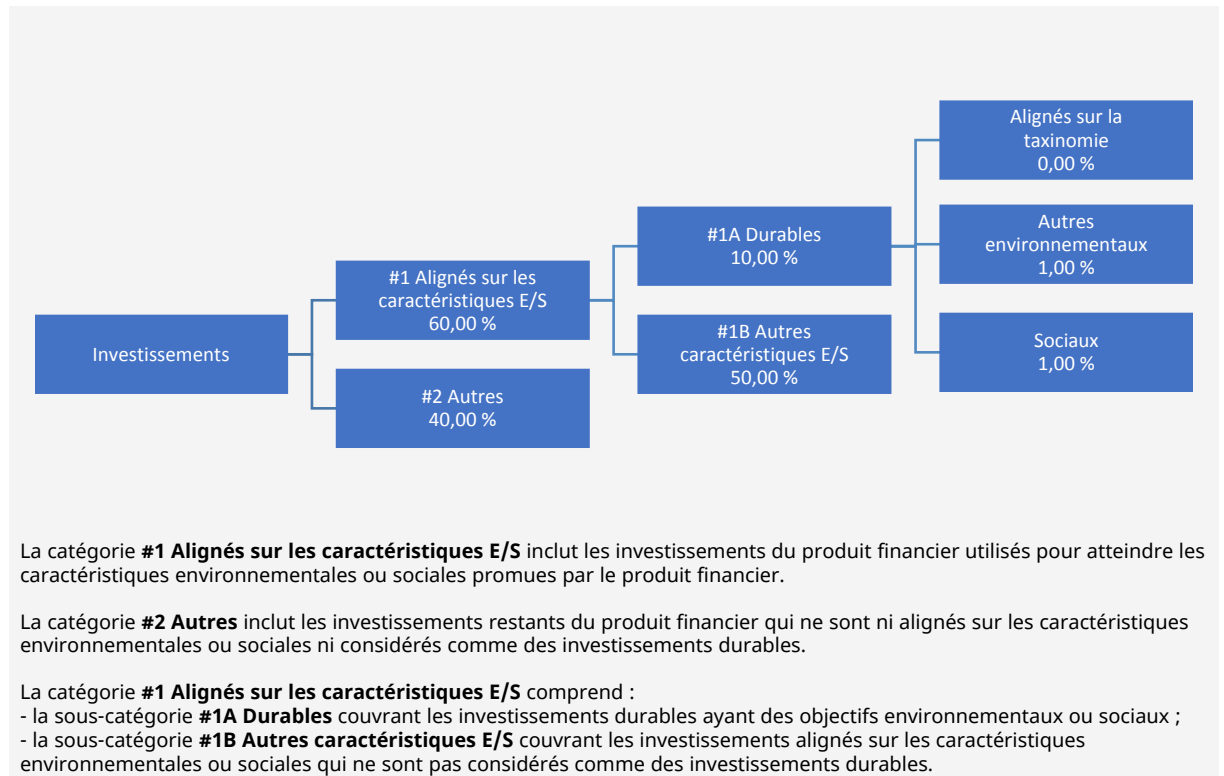 Alignés sur la
taxinomie
0,00 %
#1A Durables
10,00 %
Autres
environnementaux
1,00 %
#1 Alignés sur les
caractéristiques E/S
60,00 %
Investissements
#1B Autres
caractéristiques E/S
50,00 %
Sociaux
1,00 %
#2 Autres
40,00 %
La catégorie #1 Alignés sur les caractéristiques E/S inclut les investissements du produit financier utilisés pour atteindre les
caractéristiques environnementales ou sociales promues par le produit financier.
La catégorie #2 Autres inclut les investissements restants du produit financier qui ne sont ni alignés sur les caractéristiques
environnementales ou sociales ni considérés comme des investissements durables.
La catégorie #1 Alignés sur les caractéristiques E/S comprend :
- la sous-catégorie #1A Durables couvrant les investissements durables ayant des objectifs environnementaux ou sociaux ;
- la sous-catégorie #1B Autres caractéristiques E/S couvrant les investissements alignés sur les caractéristiques
environnementales ou sociales qui ne sont pas considérés comme des investissements durables.